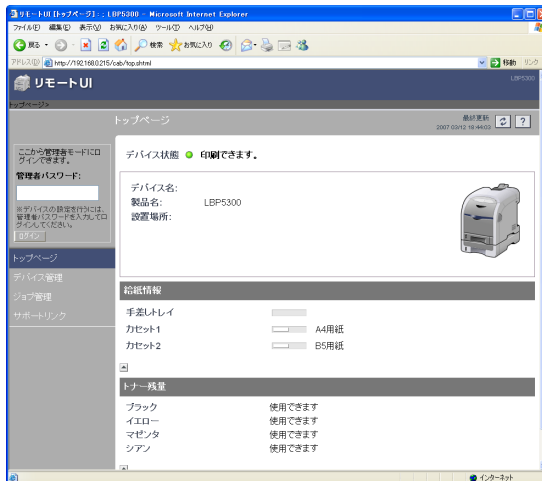 リモートUI [トップページ] : : LBP5300 - Microsoft Internet Explorer
ファイル(F) 編集(E) 表示(V) お気に入り(A) ツール(T) ヘルプ(H)
戻る 検索 お気に入り
アドレス(D) http://192.168.0.215/cab/top.shtml 移動 リンク
リモートUI LBP5300
トップページ>
トップページ 最終更新
2007 03/12 18:44:03
ここから管理者モードにロ
グインできます。
管理者パスワード:
※デバイスの設定を行うには、
管理者パスワードを入力してロ
グインしてください。
ログイン
トップページ
デバイス管理
ジョブ管理
サポートリンク
デバイス状態 印刷できます。
デバイス名:
製品名: LBP5300
設置場所:
給紙情報
手差しトレイ
カセット1 A4用紙
カセット2 B5用紙
トナー残量
ブラック 使用できます
イエロー 使用できます
マゼンタ 使用できます
シアン 使用できます
インターネット